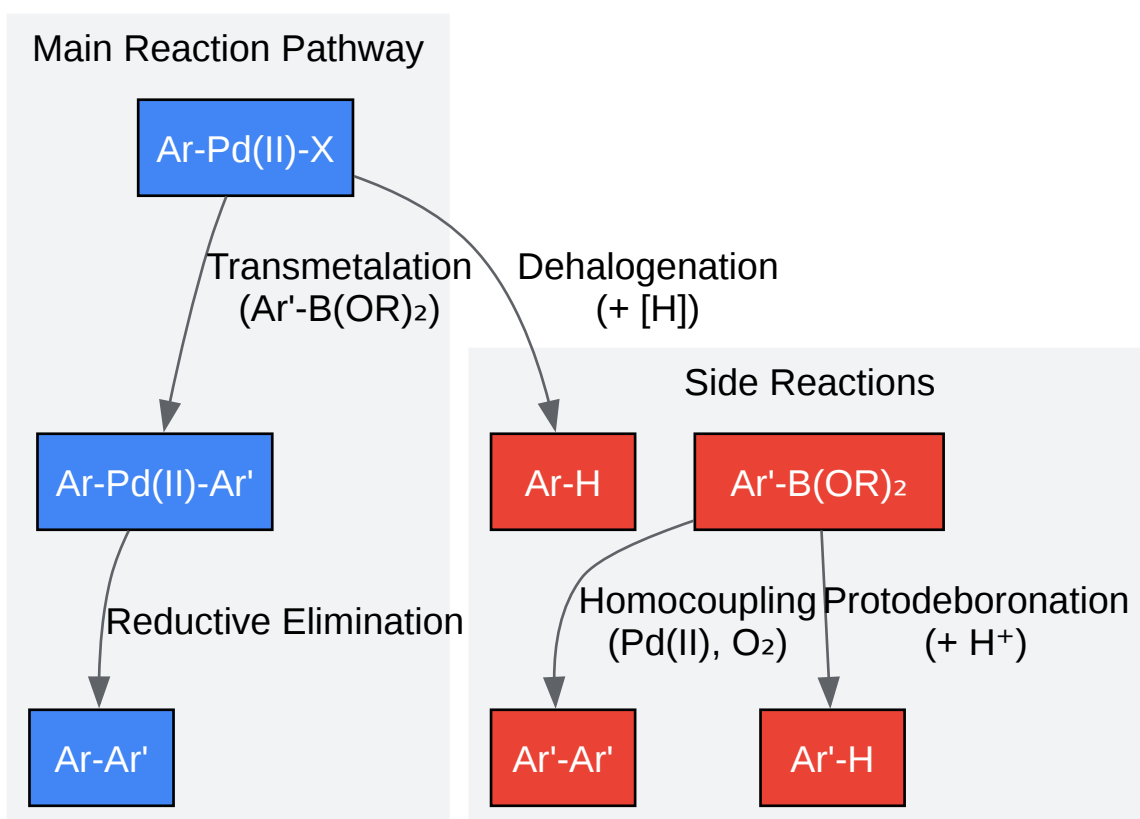 Main Reaction Pathway
Ar-Pd(II)-X
Transmetalation
(Ar'-B(OR)₂)
Dehalogenation
(+ [H])
Side Reactions
Ar-Pd(II)-Ar'
Ar-H
Ar'-B(OR)₂
Reductive Elimination
Homocoupling
(Pd(II), O₂)
Protodeboronation
(+ H⁺)
Ar-Ar'
Ar'-Ar'
Ar'-H